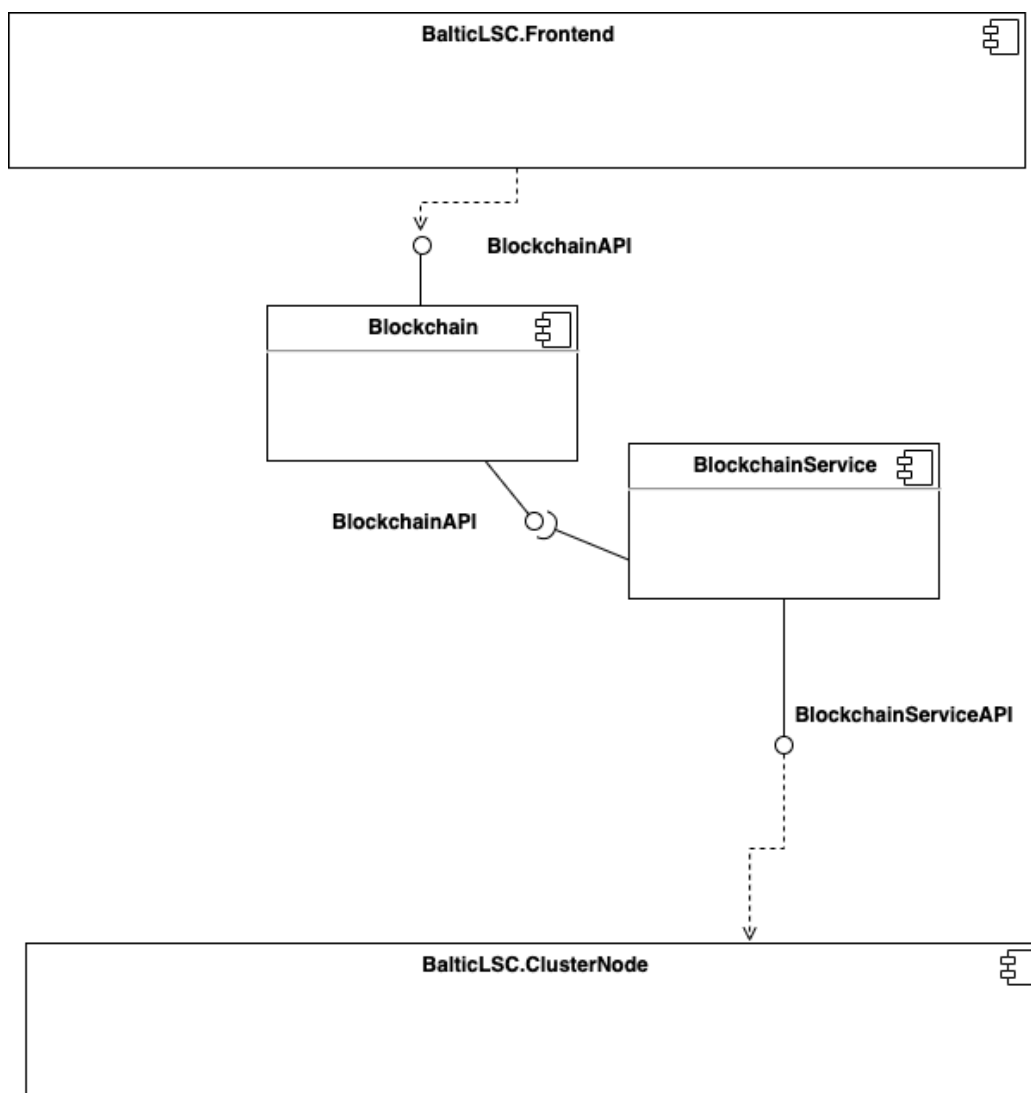 BalticLSC.Frontend
BlockchainAPI
Blockchain
BlockchainService
BlockchainAPI
BlockchainServiceAPI
BalticLSC.ClusterNode